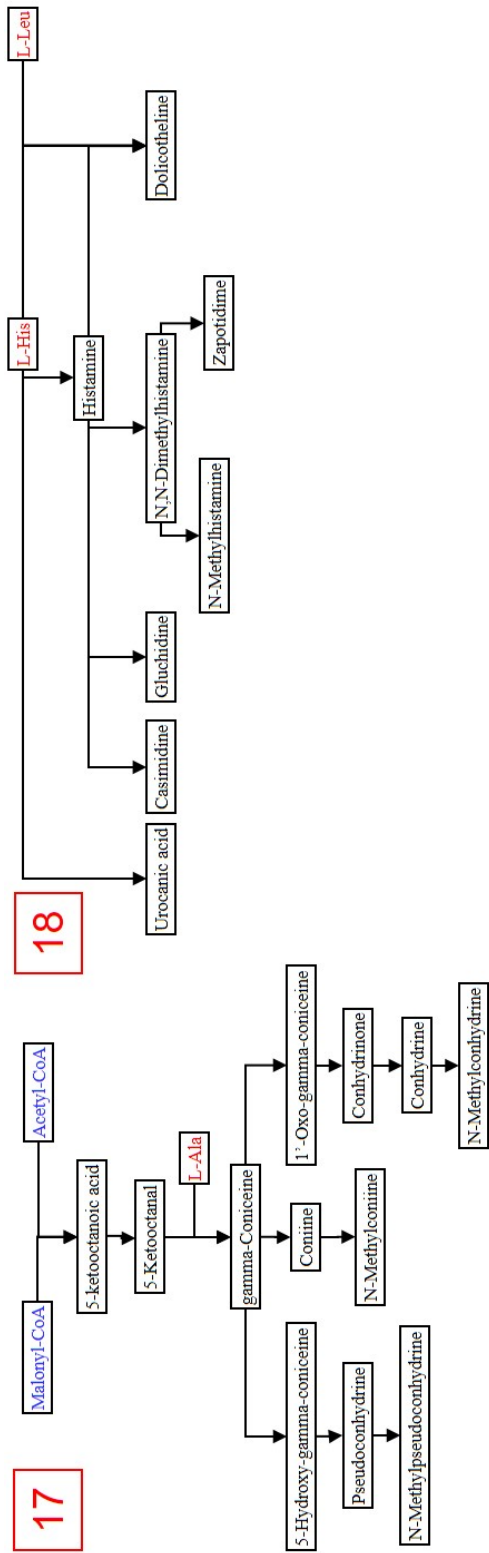 17
Malonyl-CoA
Acetyl-CoA
5-ketooctanoic acid
5-Ketooctanal
L-Ala
gamma-Coniceine
5-Hydroxy-gamma-coniceine
Coniine
1'-Oxo-gamma-coniceine
Pseudoconhydrine
N-Methylconiine
Conhydrinone
N-Methylpseudoconhydrine
Conhydrine
N-Methylconhydrine
18
L-His
L-Leu
Histamine
Urocanic acid
Casimidine
Gluchidine
N,N-Dimethylhistamine
Dolicotheline
N-Methylhistamine
Zapotidime